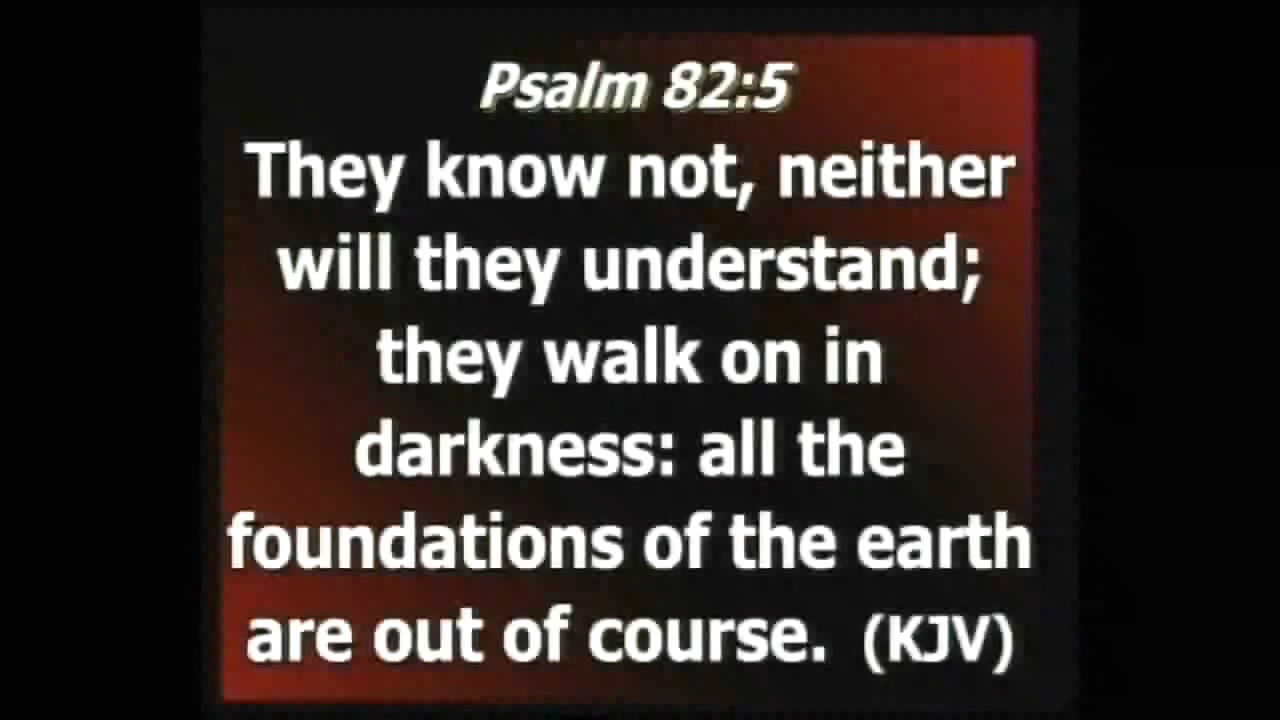 Psalm 82:5
They know not, neither
will they understand;
they walk on in
darkness: all the
foundations of the earth
are out of course. (KJV)